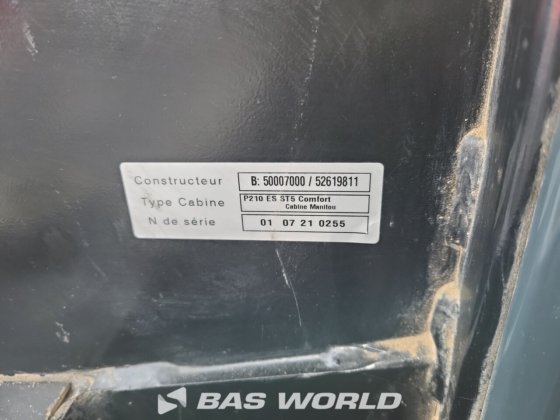 Constructeur B: 50007000 / 52619811
Type Cabine P210 ES ST5 Comfort
Cabine Manitou
N de série 01 07 21 0255
BAS WORLD